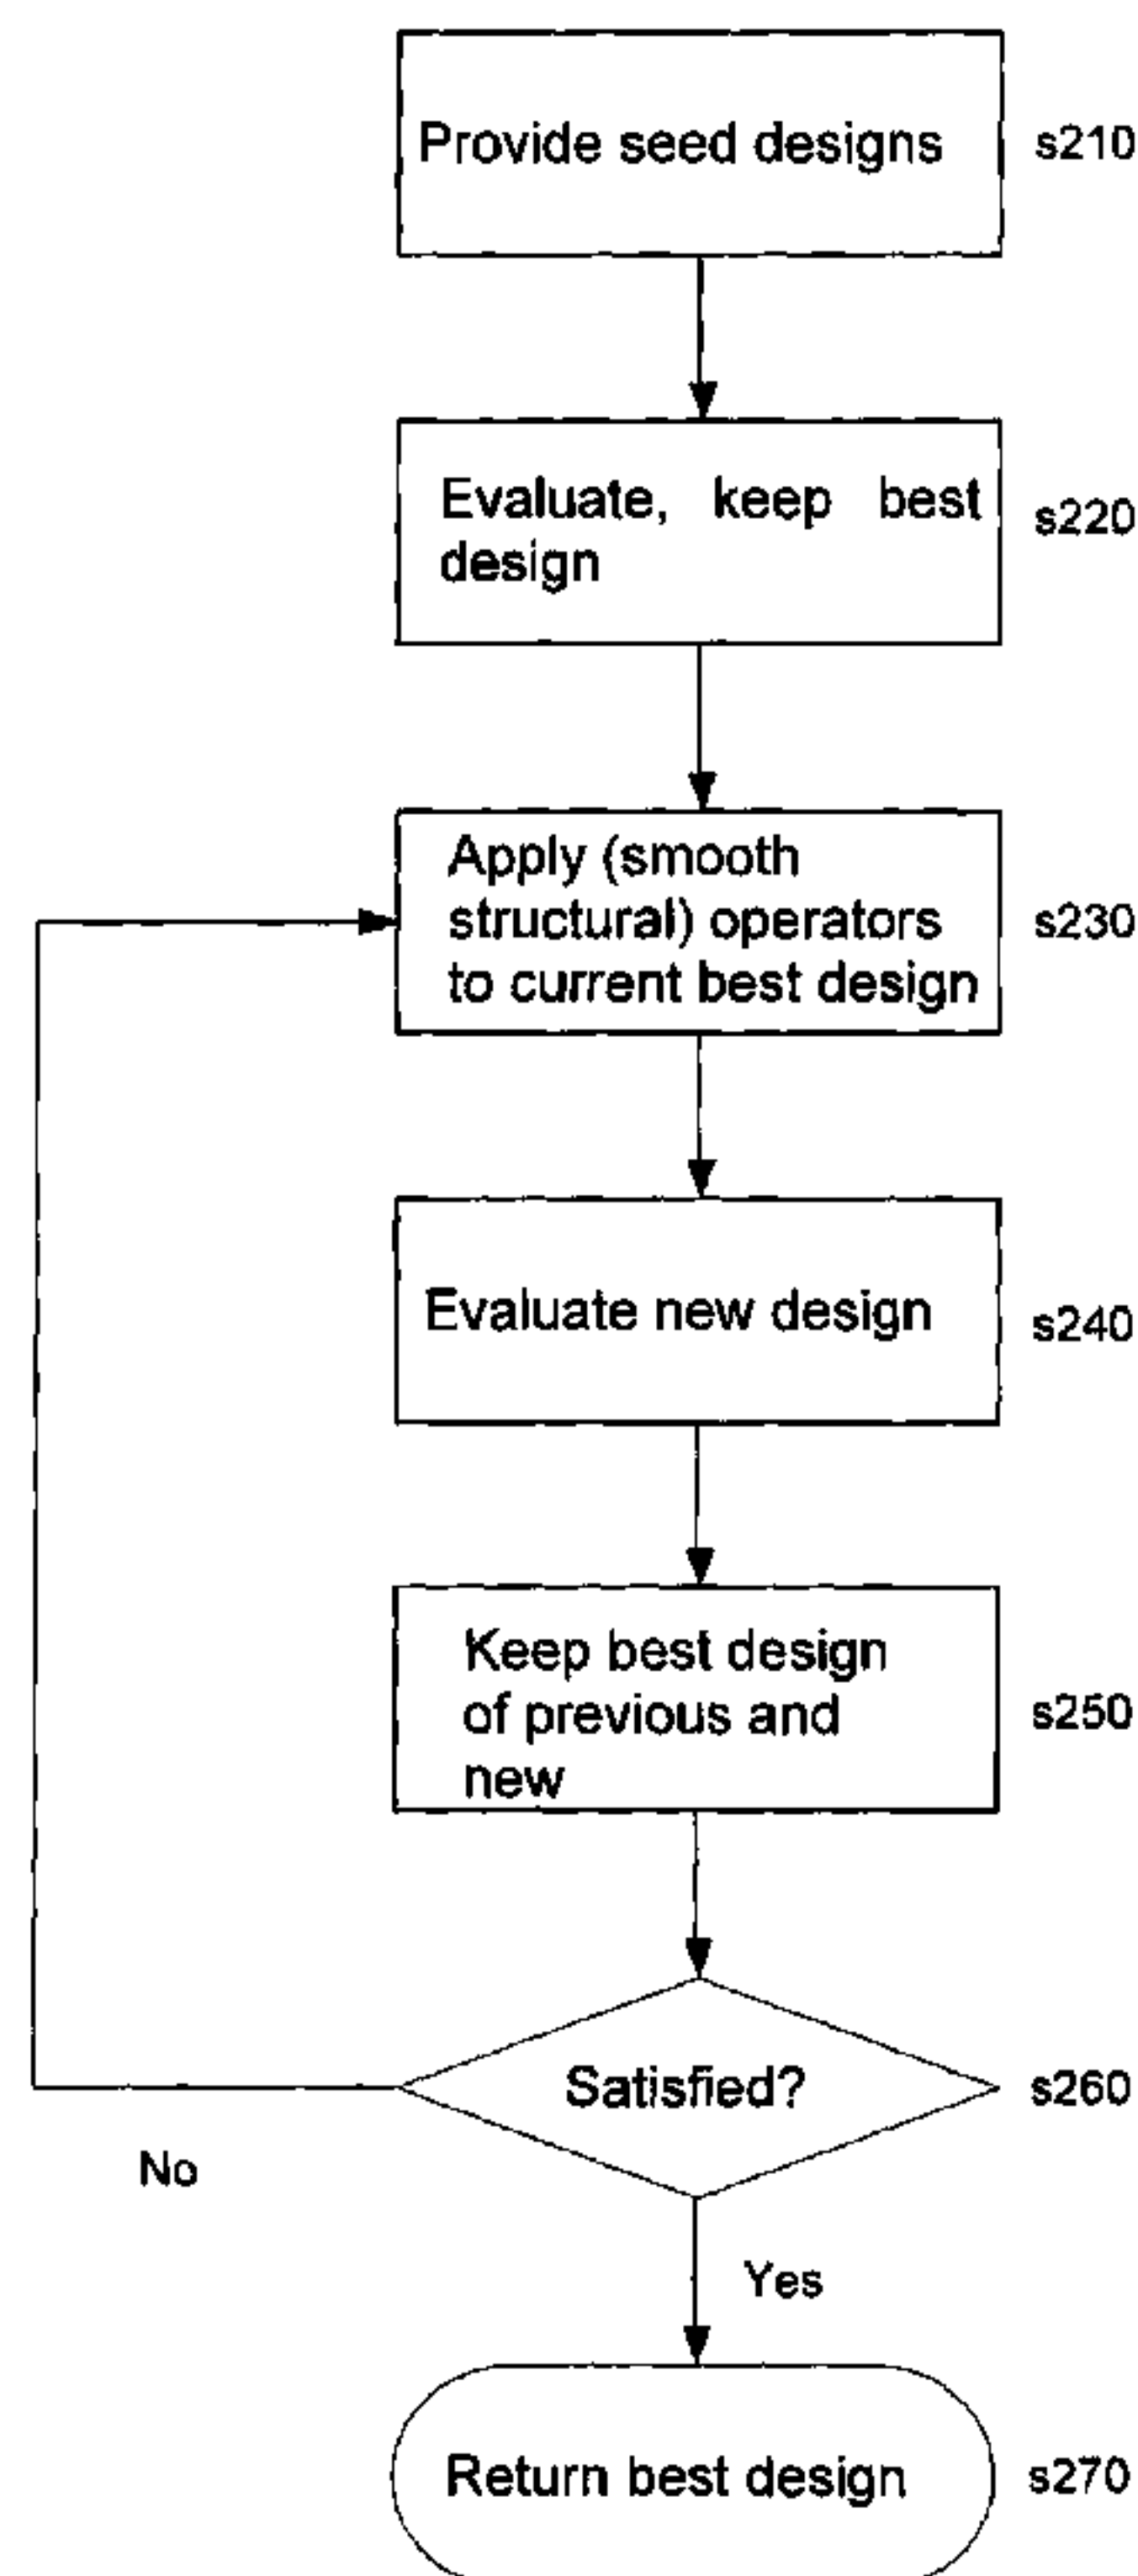 Provide seed designs
s210
Evaluate, keep best
design
s220
Apply (smooth
structural) operators
to current best design
s230
Evaluate new design
s240
Keep best design
of previous and
new
s250
Satisfied?
s260
No
Yes
Return best design
s270